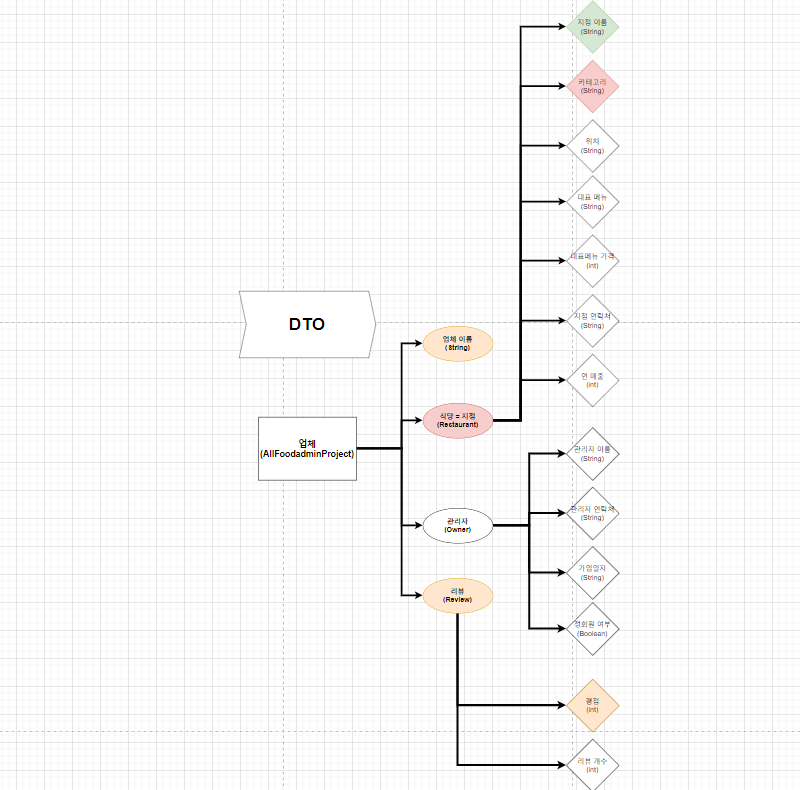 지점 이름
(String)
카테고리
(String)
위치
(String)
대표 메뉴
(String)
대표메뉴 가격
(int)
지점 연락처
(String)
연 매출
(int)
DTO
업체 이름
(String)
식당 = 지점
(Restaurant)
업체
(AllFoodadminProject)
관리자
(Owner)
리뷰
(Review)
관리자 이름
(String)
관리자 연락처
(String)
가입일자
(String)
정회원 여부
(Boolean)
평점
(int)
리뷰 개수
(int)